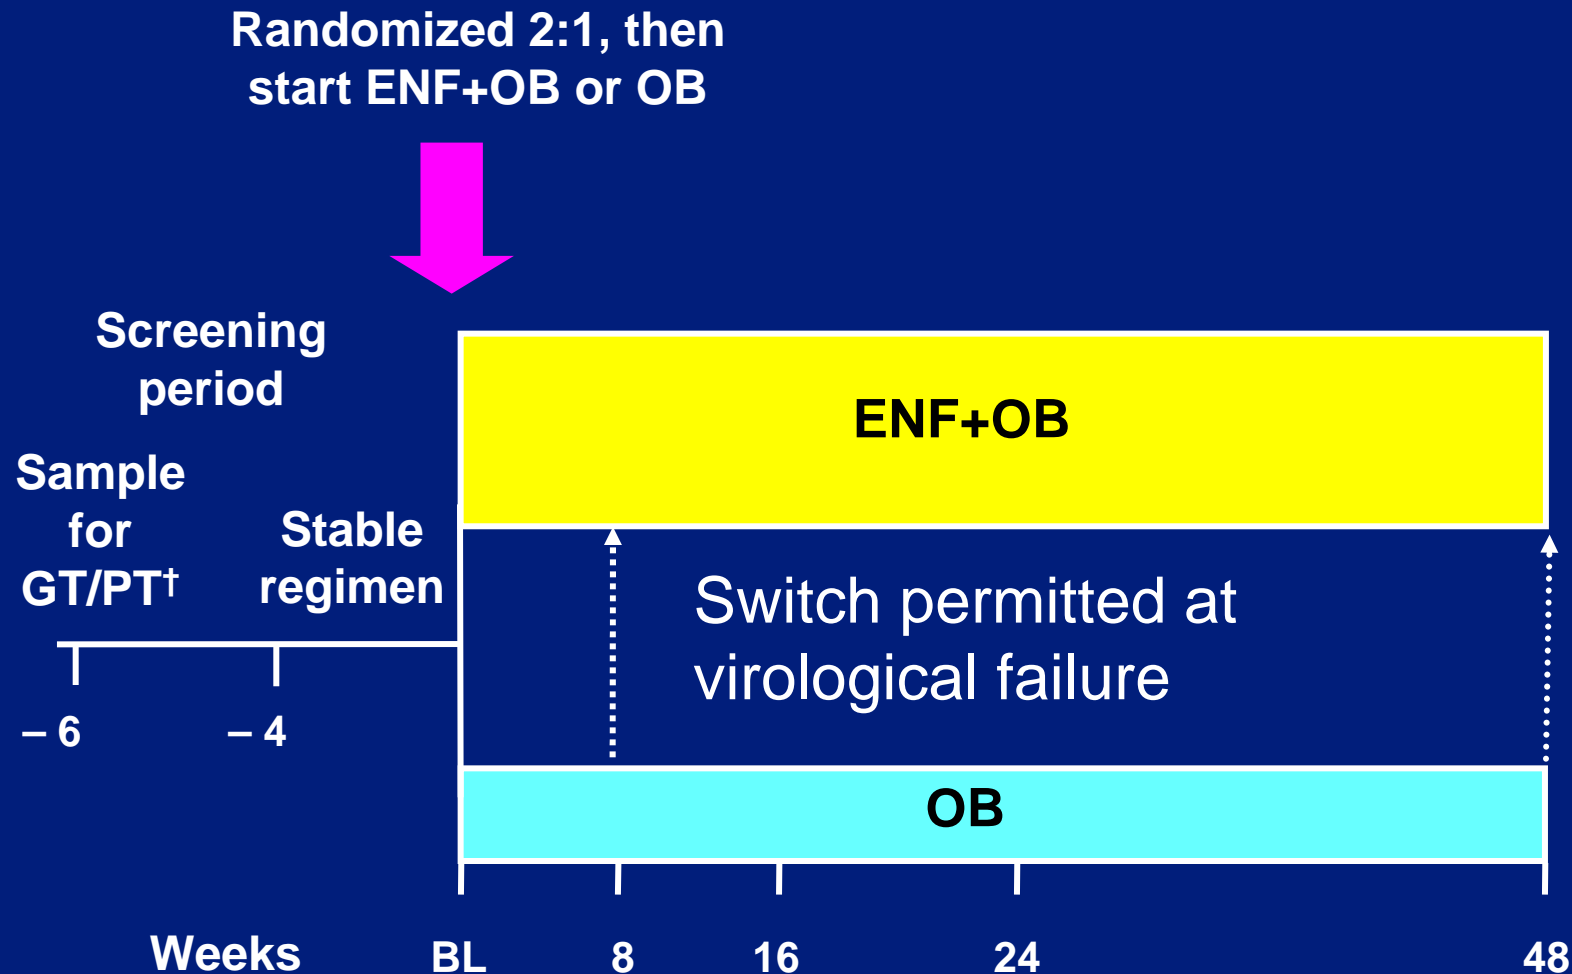 Randomized 2:1, then
start ENF+OB or OB
Screening
period
Sample
for
GT/PT†
Stable
regimen
– 6
– 4
ENF+OB
Switch permitted at
virological failure
OB
Weeks BL 8 16 24 48